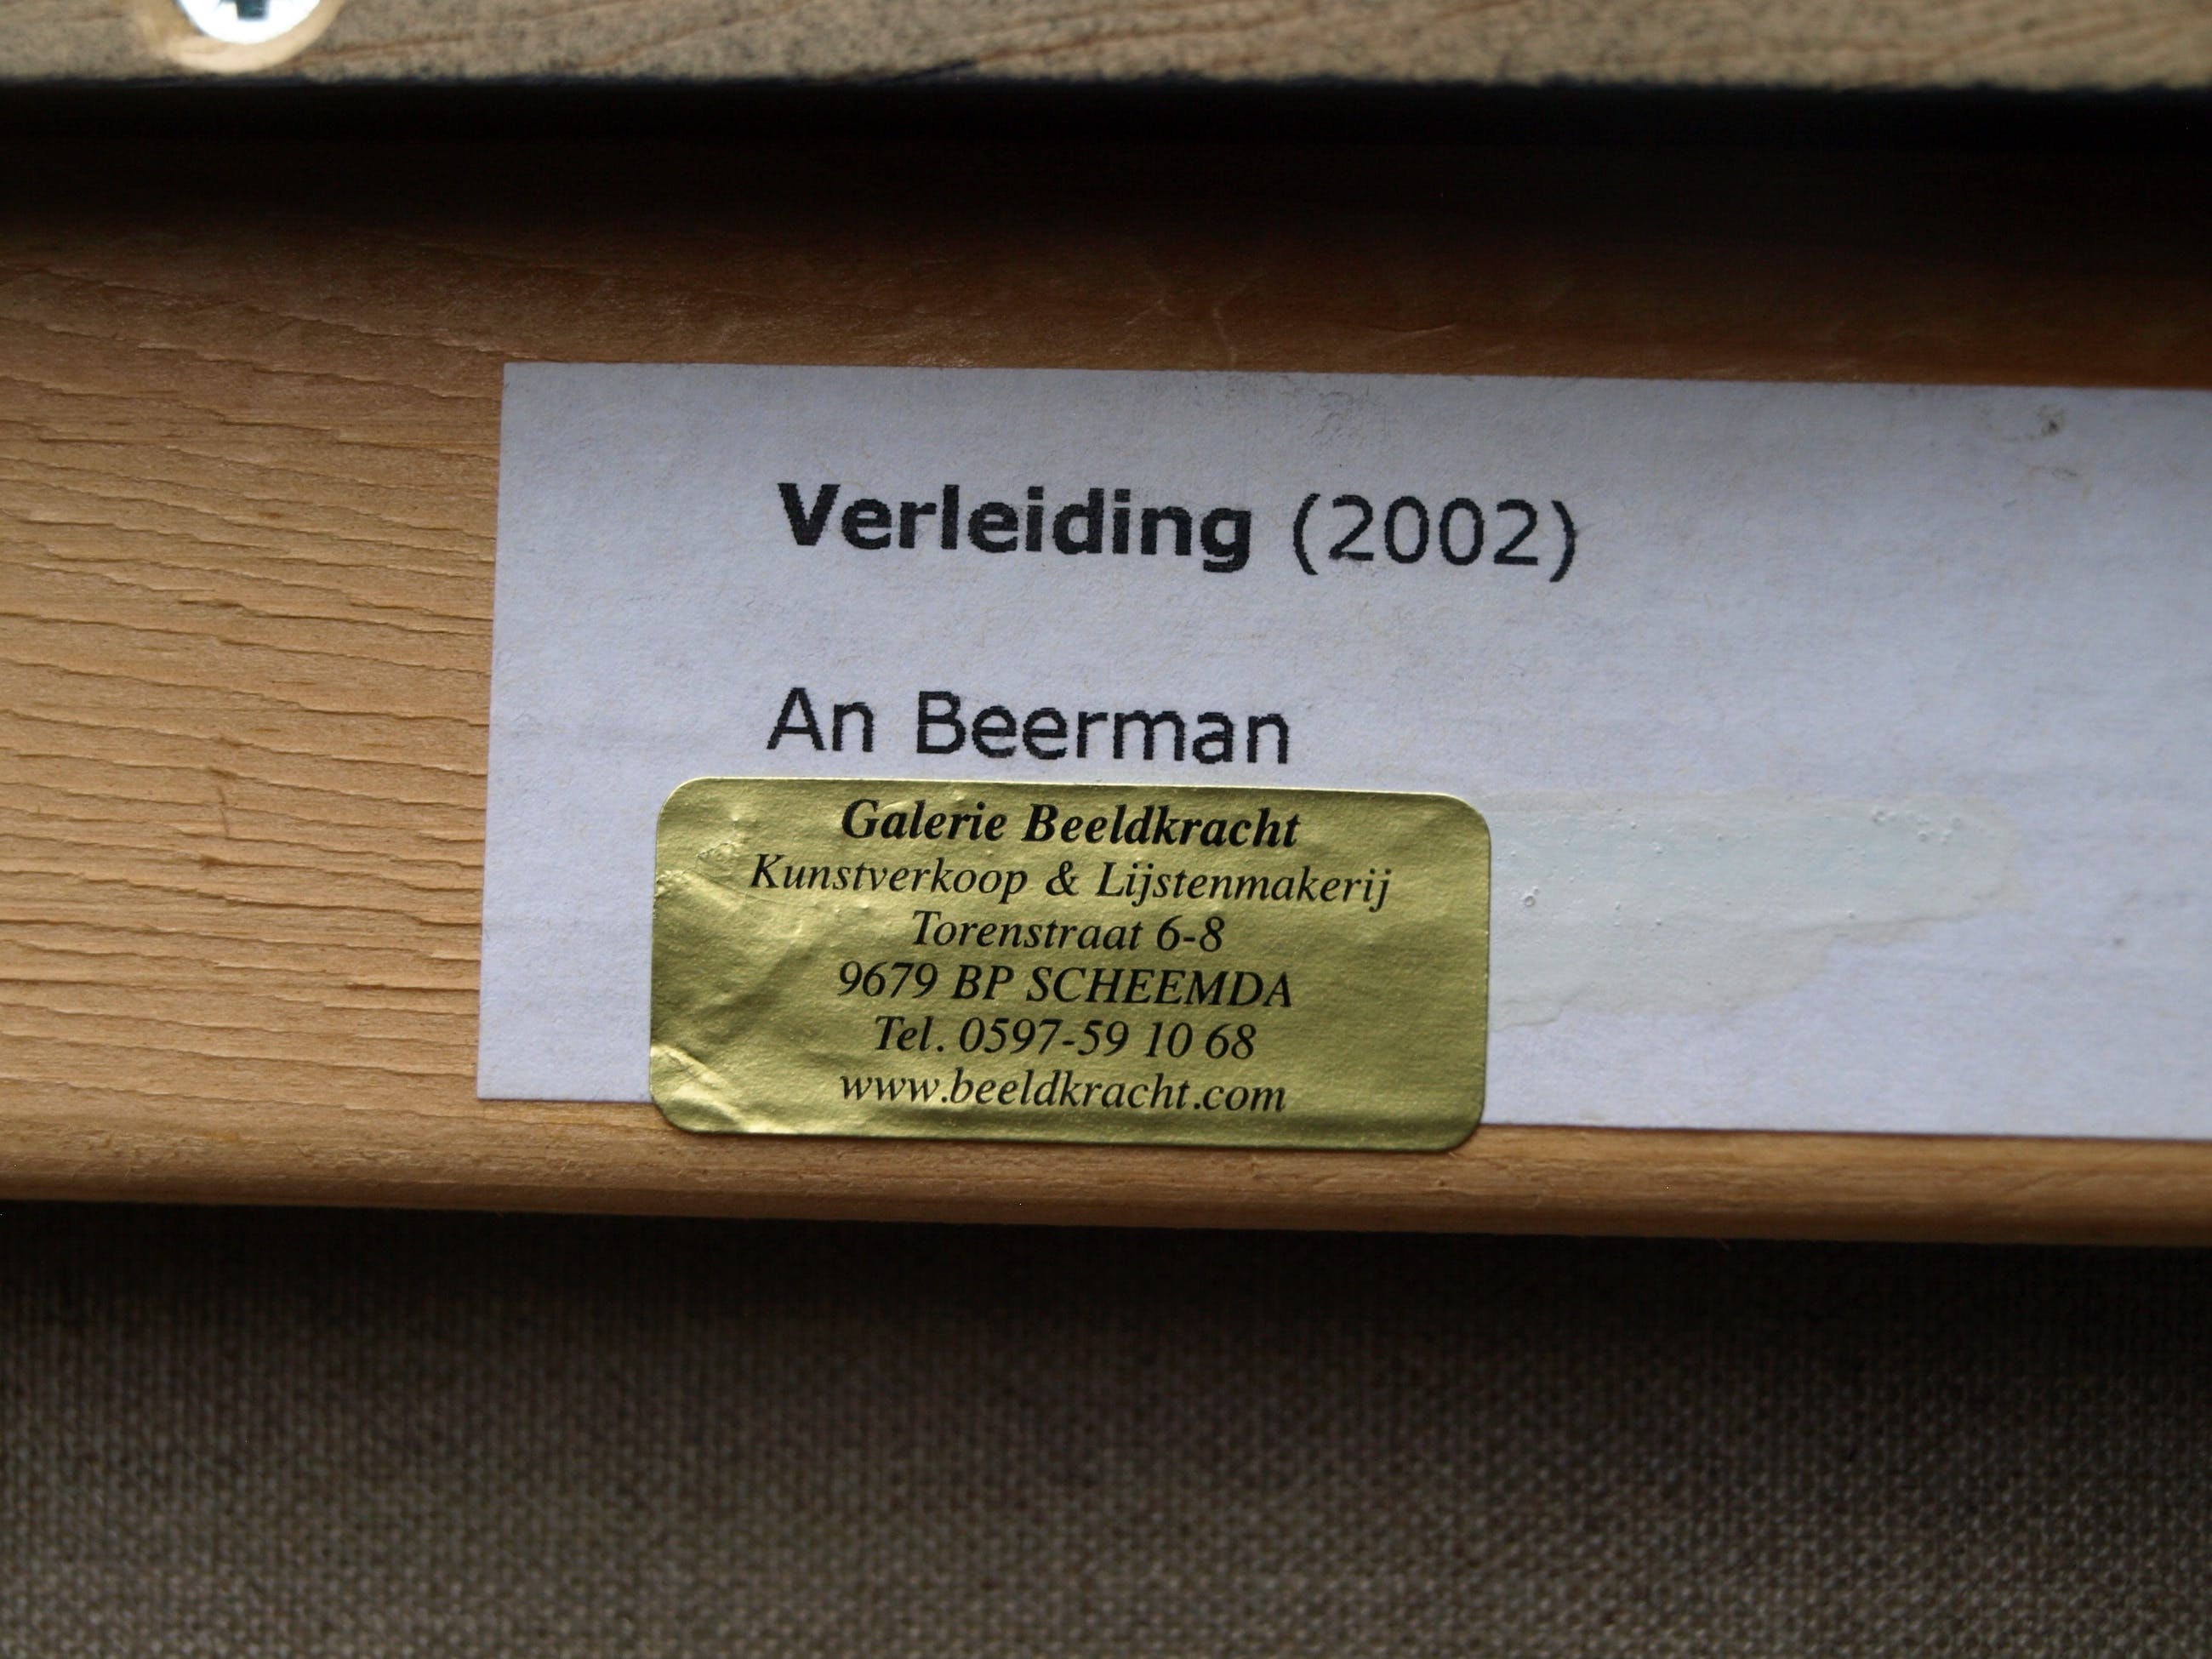 Verleiding (2002)
An Beerman
Galerie Beeldkracht
Kunstverkoop & Lijstenmakerij
Torenstraat 6-8
9679 BP SCHEEMDA
Tel. 0597-59 10 68
www.beeldkracht.com